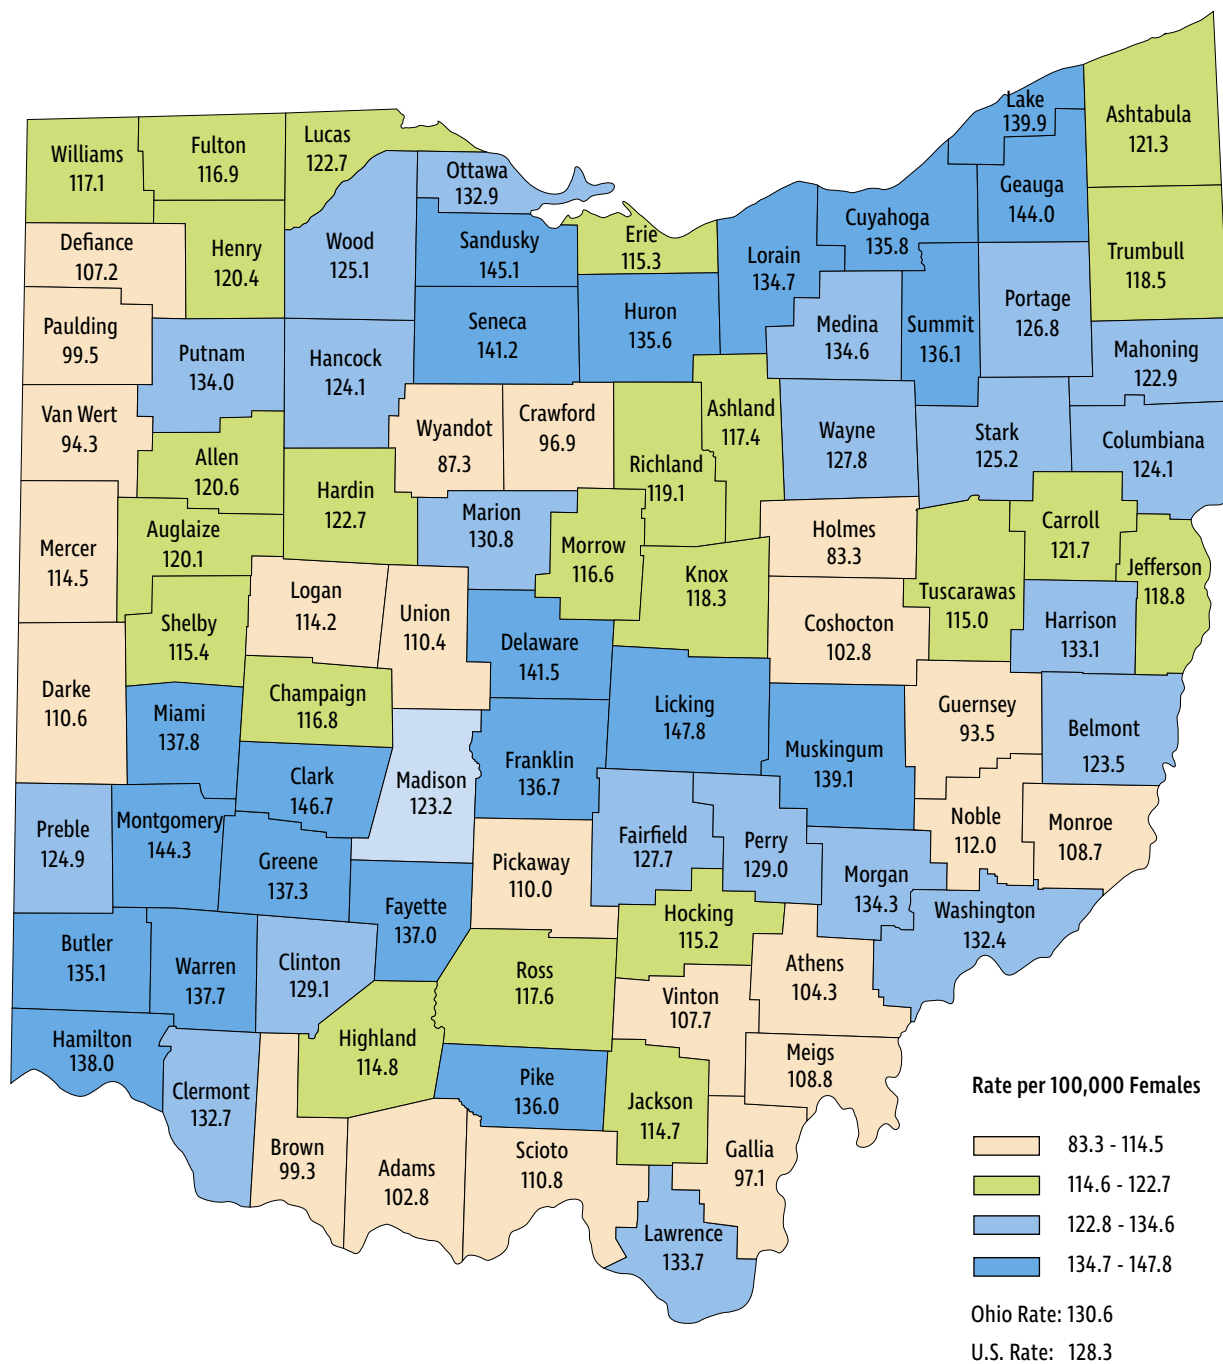 Lake
139.9
Ashtabula
121.3
Williams
117.1
Fulton
116.9
Lucas
122.7
Ottawa
132.9
Geauga
144.0
Cuyahoga
135.8
Defiance
107.2
Henry
120.4
Wood
125.1
Sandusky
145.1
Erie
115.3
Lorain
134.7
Trumbull
118.5
Paulding
99.5
Putnam
134.0
Hancock
124.1
Seneca
141.2
Huron
135.6
Medina
134.6
Summit
136.1
Portage
126.8
Mahoning
122.9
Van Wert
94.3
Allen
120.6
Wyandot
87.3
Crawford
96.9
Richland
119.1
Ashland
117.4
Wayne
127.8
Stark
125.2
Columbiana
124.1
Mercer
114.5
Auglaize
120.1
Hardin
122.7
Marion
130.8
Morrow
116.6
Knox
118.3
Holmes
83.3
Carroll
121.7
Jefferson
118.8
Tuscarawas
115.0
Harrison
133.1
Shelby
115.4
Logan
114.2
Union
110.4
Delaware
141.5
Coshocton
102.8
Darke
110.6
Miami
137.8
Champaign
116.8
Licking
147.8
Muskingum
139.1
Guernsey
93.5
Belmont
123.5
Clark
146.7
Madison
123.2
Franklin
136.7
Preble
124.9
Montgomery
144.3
Greene
137.3
Pickaway
110.0
Fairfield
127.7
Perry
129.0
Morgan
134.3
Noble
112.0
Monroe
108.7
Washington
132.4
Butler
135.1
Warren
137.7
Clinton
129.1
Fayette
137.0
Ross
117.6
Hocking
115.2
Athens
104.3
Vinton
107.7
Hamilton
138.0
Clermont
132.7
Highland
114.8
Pike
136.0
Jackson
114.7
Meigs
108.8
Brown
99.3
Adams
102.8
Scioto
110.8
Gallia
97.1
Lawrence
133.7
Rate per 100,000 Females
83.3 - 114.5
114.6 - 122.7
122.8 - 134.6
134.7 - 147.8
Ohio Rate: 130.6
U.S. Rate: 128.3